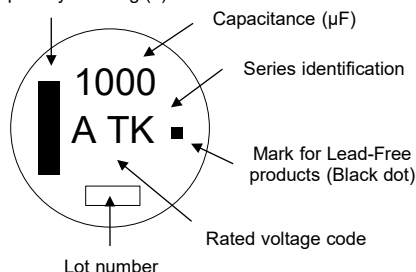 Capacitance (µF)
1000
Series identification
A TK
Mark for Lead-Free
products (Black dot)
Rated voltage code
Lot number